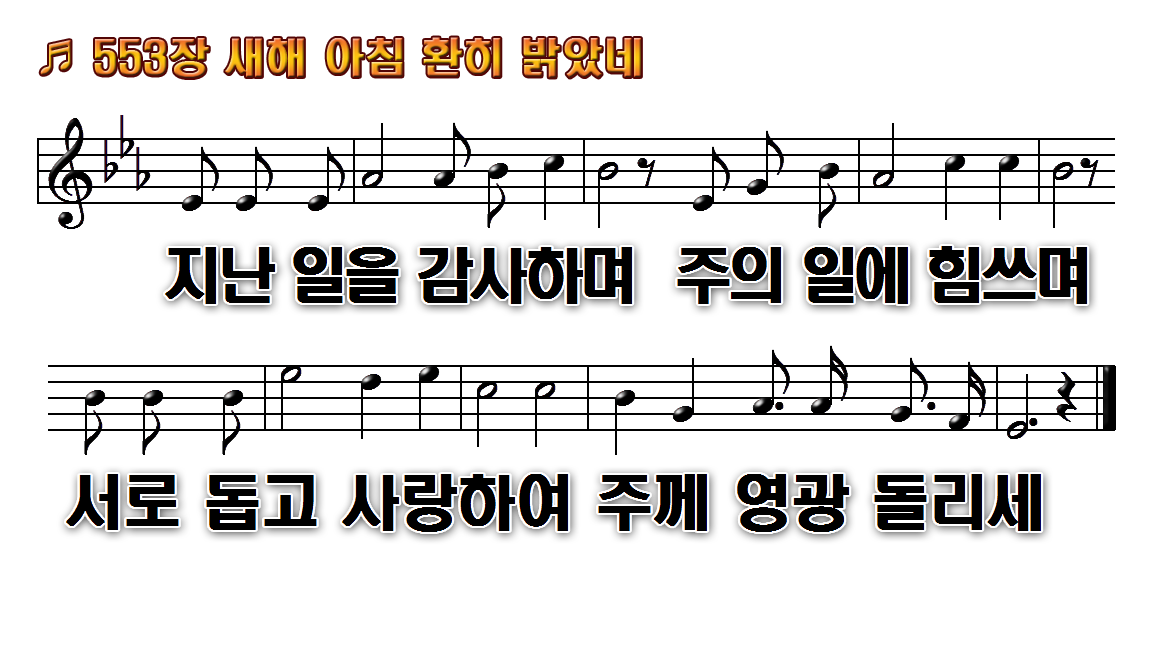 553장 새해 아침 환히 밝았네
지난 일을 감사하며 주의 일에 힘쓰며
서로 돕고 사랑하여 주께 영광 돌리세